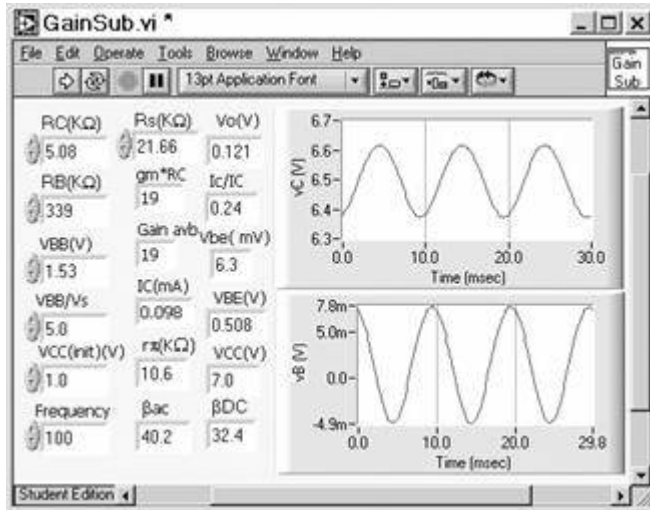 GainSub.vi *
File Edit Operate Tools Browse Window Help
13pt Application Font
Gain
Sub
RC(KΩ)
5.08
RB(KΩ)
339
VBB(V)
1.53
VBB/Vs
5.0
VCC(init)(V)
1.0
Frequency
100
Rs(KΩ)
21.66
gm*RC
19
Gain avb
19
IC(mA)
0.098
rπ(KΩ)
10.6
βac
40.2
Vo(V)
0.121
Ic/IC
0.24
Vbe( mV)
6.3
VBE(V)
0.508
VCC(V)
7.0
βDC
32.4
vC (V)
6.7
6.6
6.4
6.3
0.0 10.0 20.0 30.0
Time (msec)
vB (V)
7.8m
5.0m
0.0
-4.9m
0.0 10.0 20.0 29.8
Time (msec)
Student Edition